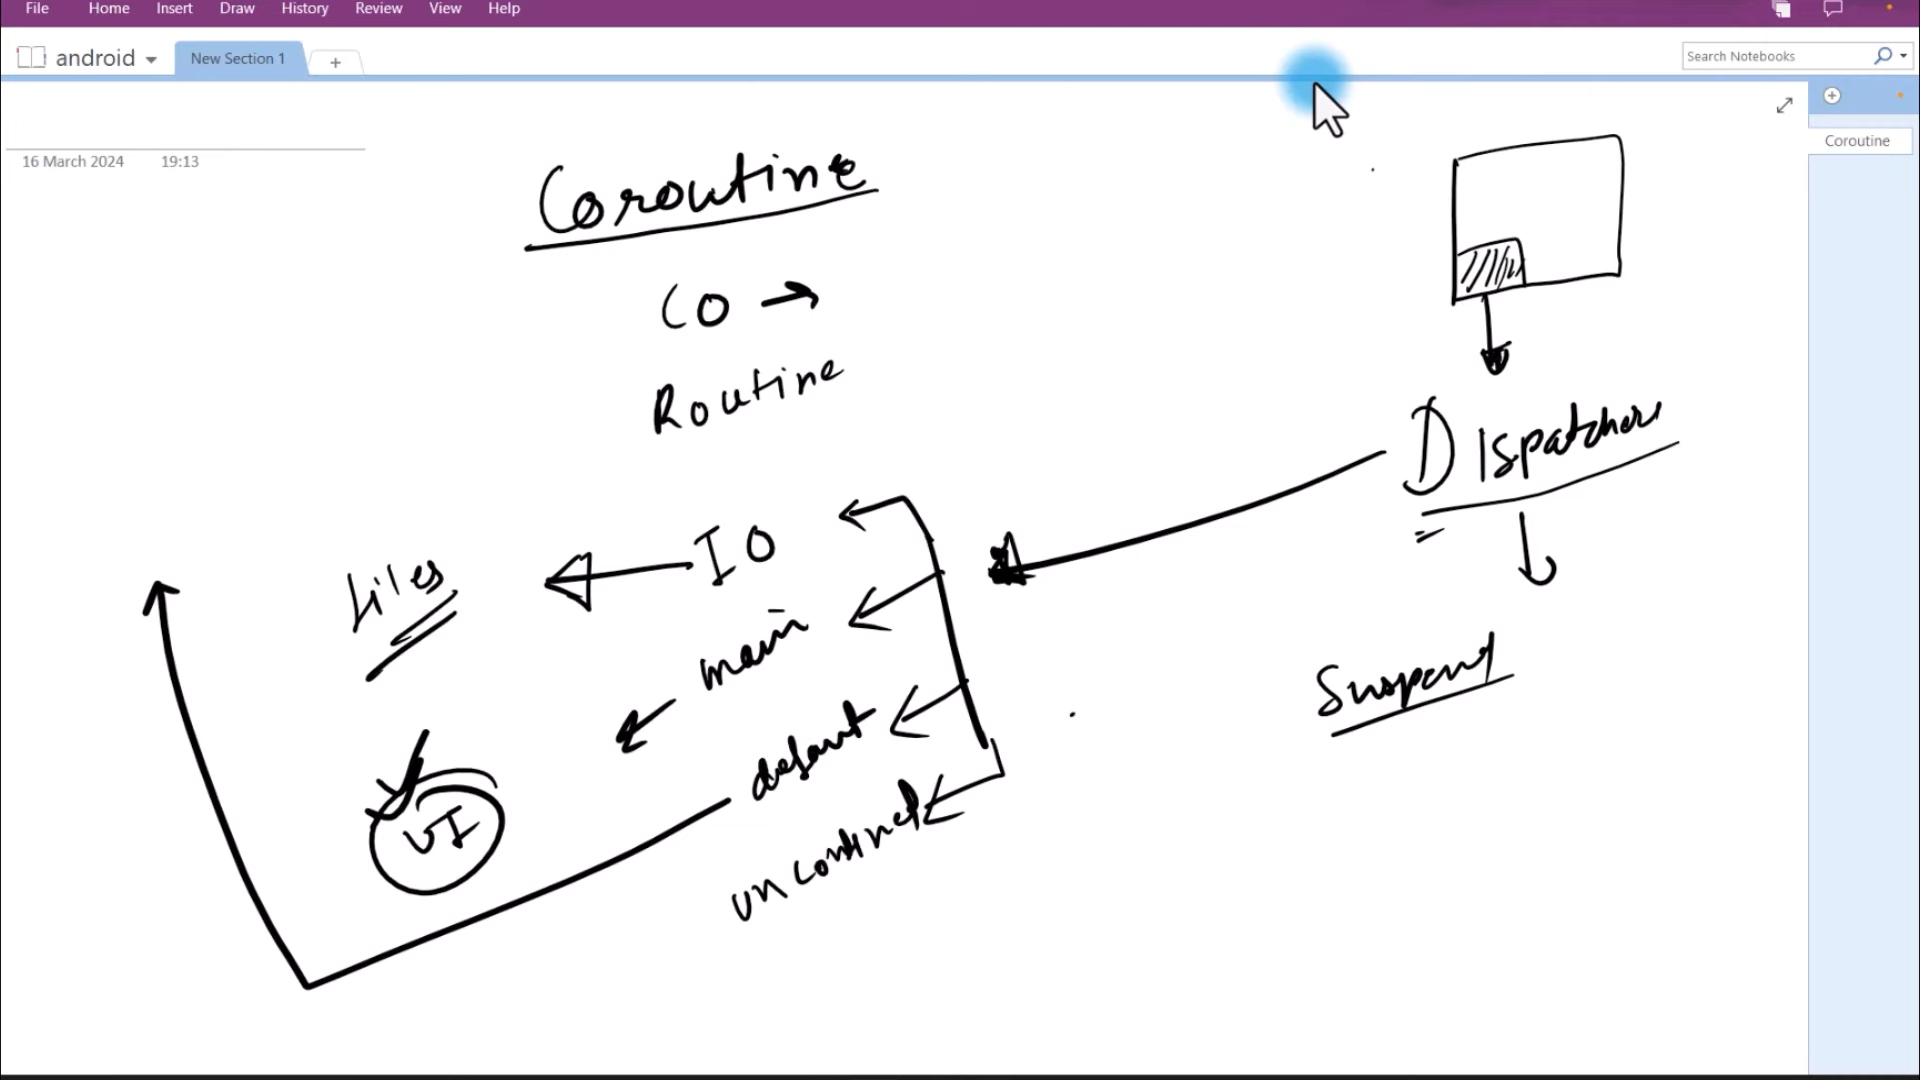 File Home Insert Draw History Review View Help
android New Section 1 +
Search Notebooks
Coroutine
16 March 2024 19:13
Coroutine
CO →
Routine
Dispatcher
IO
files
main
default
UI
unconfined
Suspend